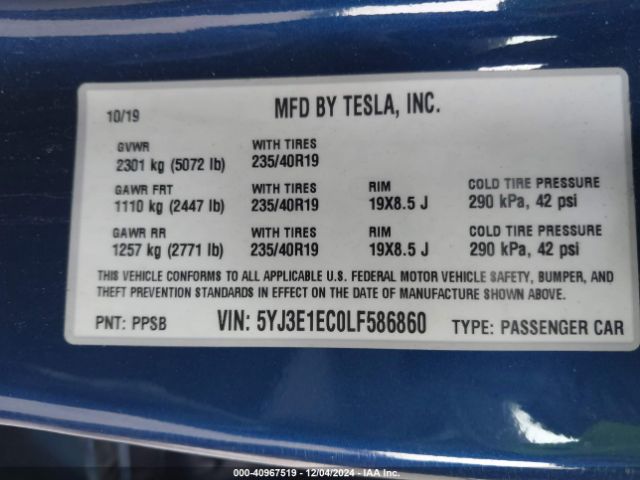 10/19 MFD BY TESLA, INC.
GVWR WITH TIRES
2301 kg (5072 lb) 235/40R19
GAWR FRT WITH TIRES RIM COLD TIRE PRESSURE
1110 kg (2447 lb) 235/40R19 19X8.5 J 290 kPa, 42 psi
GAWR RR WITH TIRES RIM COLD TIRE PRESSURE
1257 kg (2771 lb) 235/40R19 19X8.5 J 290 kPa, 42 psi
THIS VEHICLE CONFORMS TO ALL APPLICABLE U.S. FEDERAL MOTOR VEHICLE SAFETY, BUMPER, AND
THEFT PREVENTION STANDARDS IN EFFECT ON THE DATE OF MANUFACTURE SHOWN ABOVE.
PNT: PPSB VIN: 5YJ3E1EC0LF586860 TYPE: PASSENGER CAR
000-40967519 - 12/04/2024 - IAA Inc.